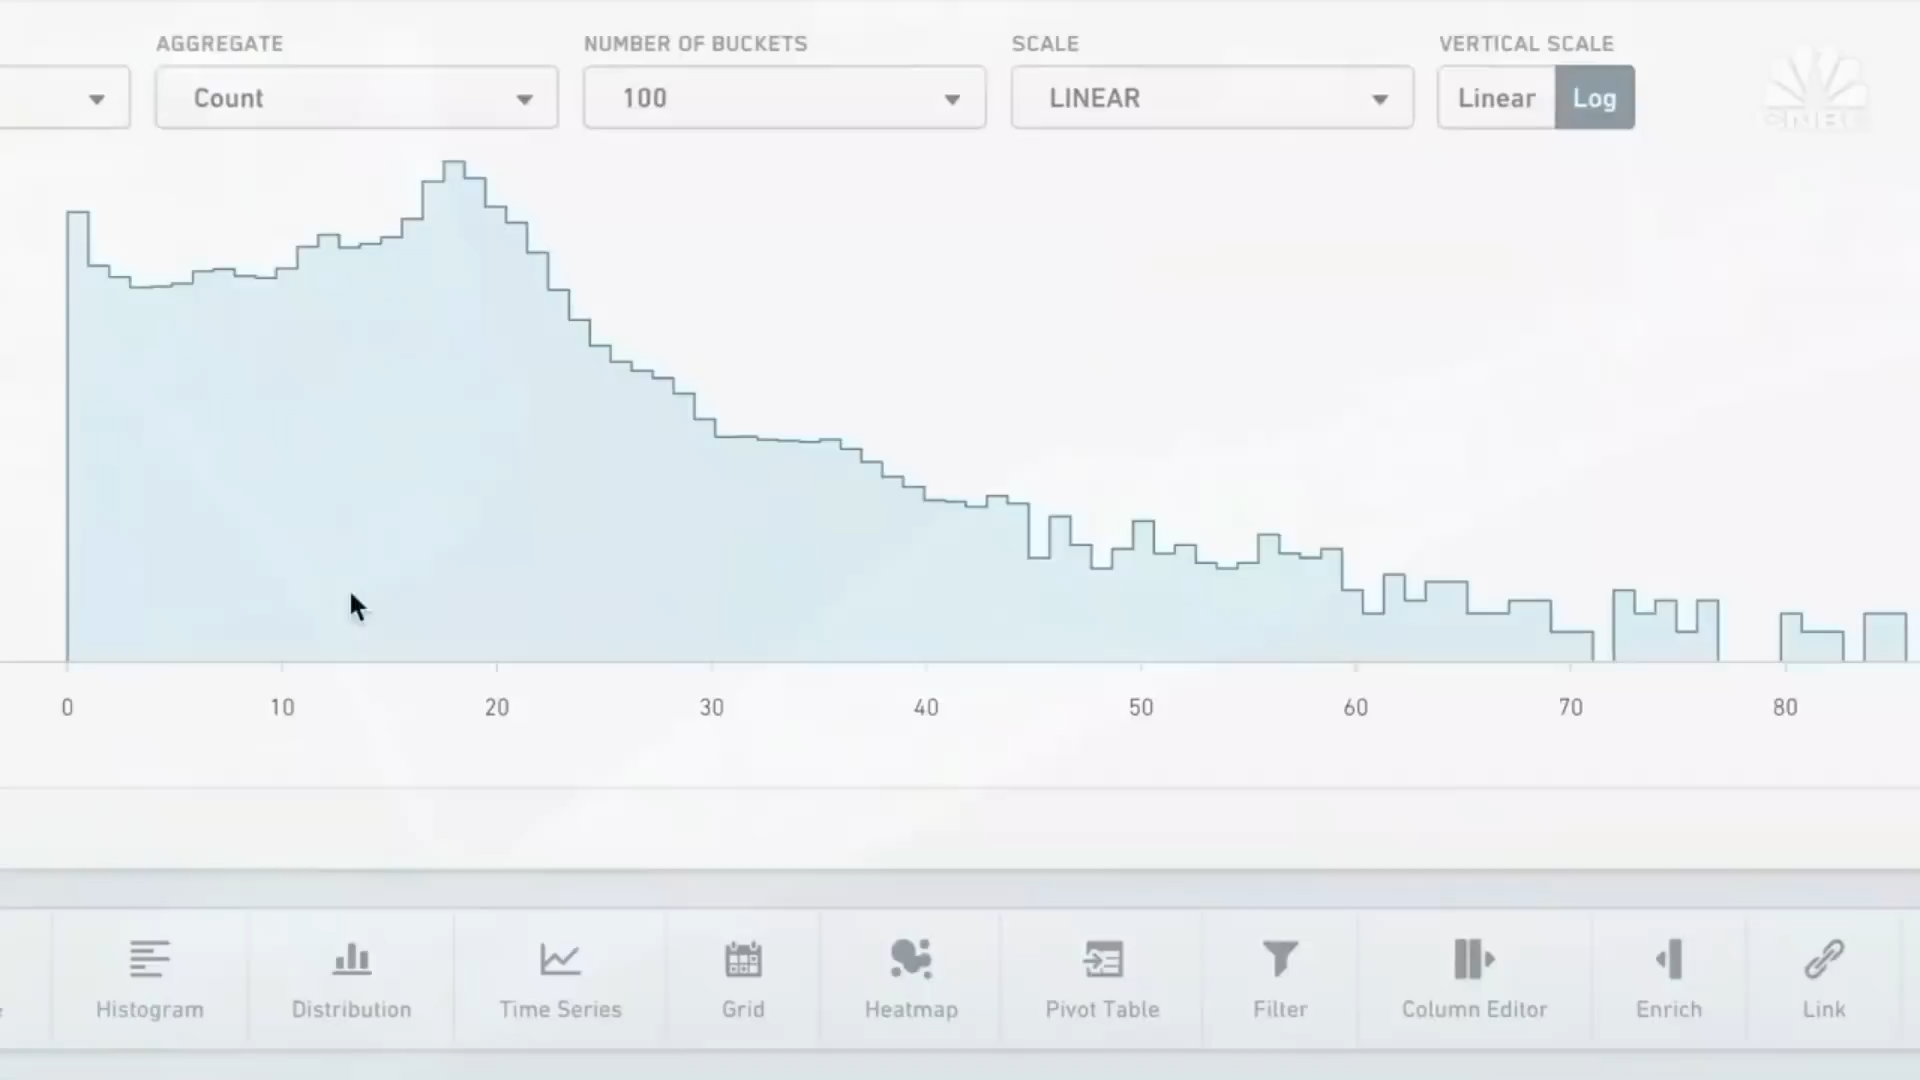 AGGREGATE NUMBER OF BUCKETS SCALE VERTICAL SCALE
Count 100 LINEAR Linear Log
CNBC
0 10 20 30 40 50 60 70 80
Histogram Distribution Time Series Grid Heatmap Pivot Table Filter Column Editor Enrich Link